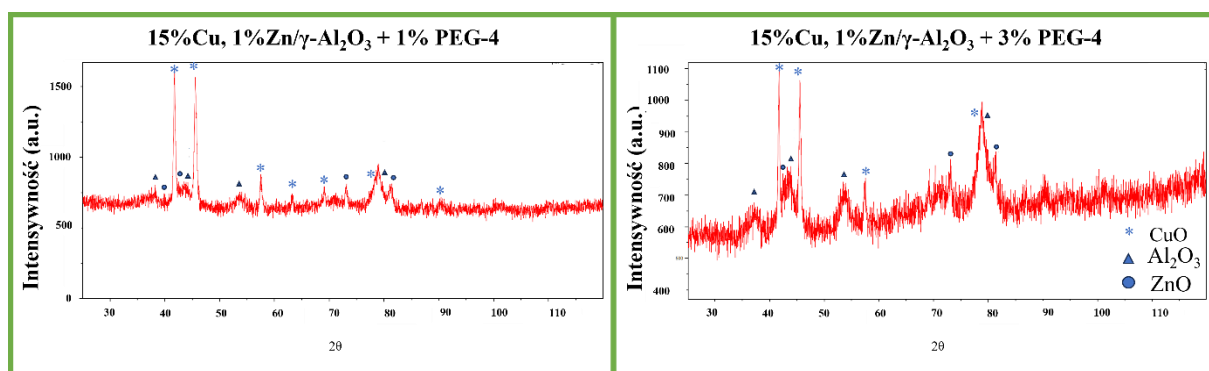 15%Cu, 1%Zn/γ-Al₂O₃ + 1% PEG-4
Intensywność (a.u.)
1500
1000
500
0
30 40 50 60 70 80 90 100 110
2θ
15%Cu, 1%Zn/γ-Al₂O₃ + 3% PEG-4
Intensywność (a.u.)
1100
1000
900
800
700
600
400
30 40 50 60 70 80 90 100 110
2θ
* CuO
▲ Al₂O₃
● ZnO